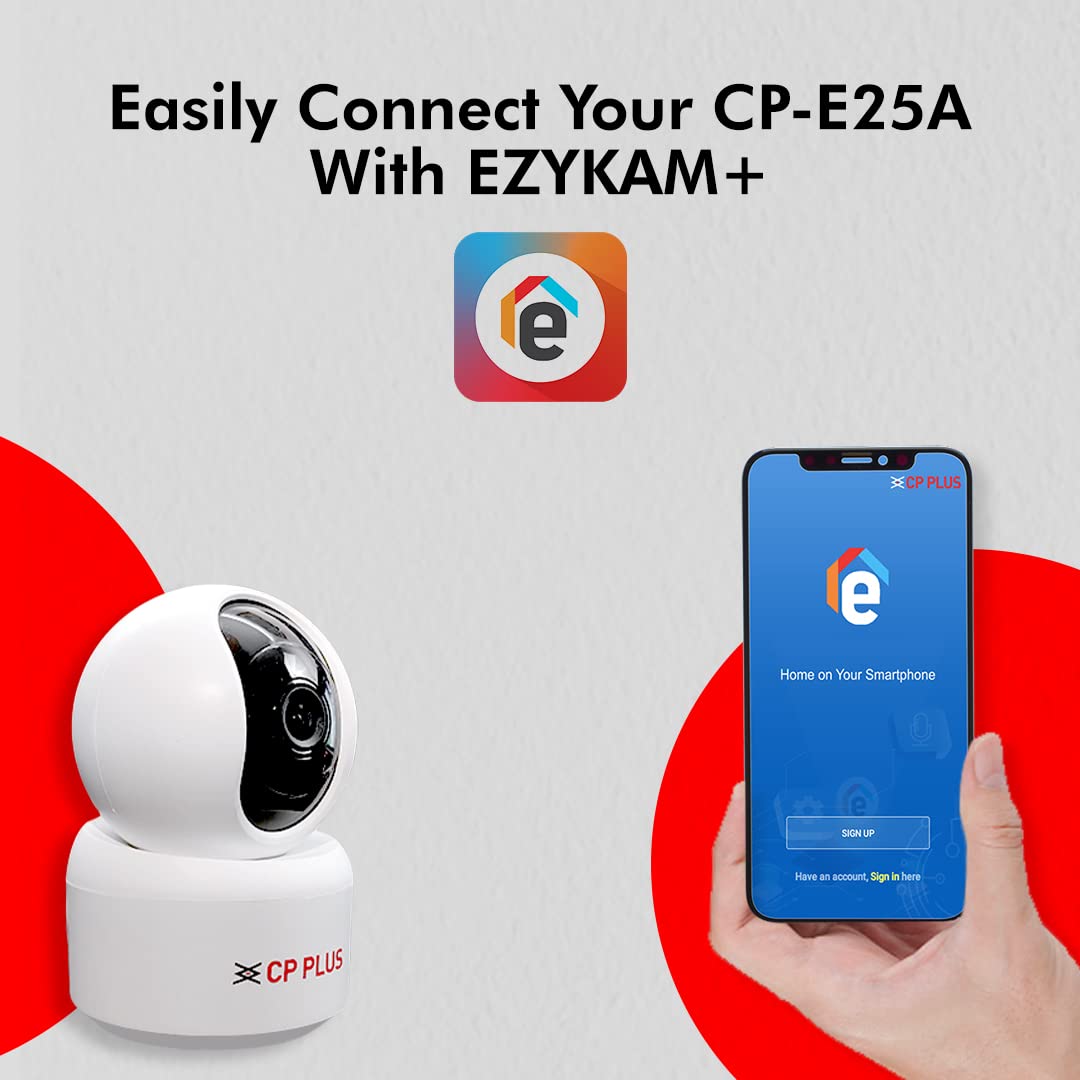 Easily Connect Your CP-E25A
With EZYKAM+
e
CP PLUS
e
Home on Your Smartphone
e
SIGN UP
Have an account, Sign in here
CP PLUS